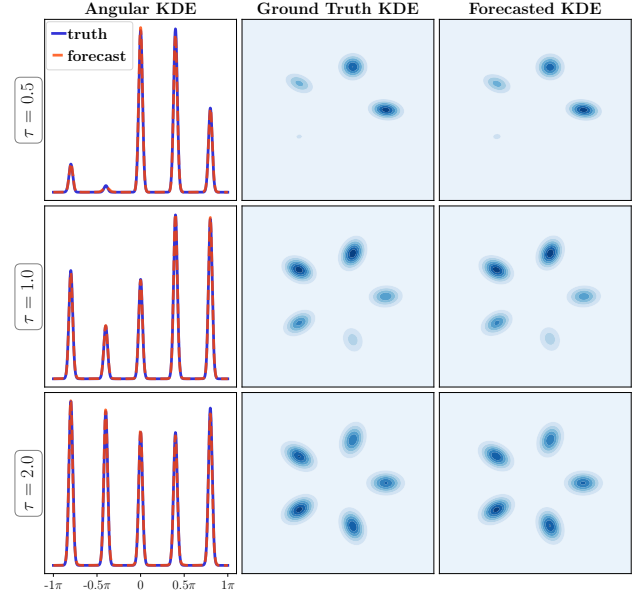 Angular KDE Ground Truth KDE Forecasted KDE
truth
forecast
τ = 0.5
τ = 1.0
τ = 2.0
-1π -0.5π 0 0.5π 1π